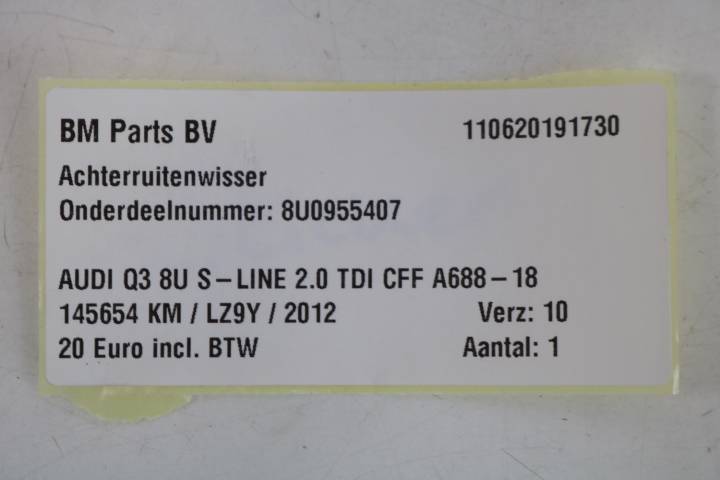 BM Parts BV 110620191730
Achterruitenwisser
Onderdeelnummer: 8U0955407
AUDI Q3 8U S-LINE 2.0 TDI CFF A688-18
145654 KM / LZ9Y / 2012 Verz: 10
20 Euro incl. BTW Aantal: 1